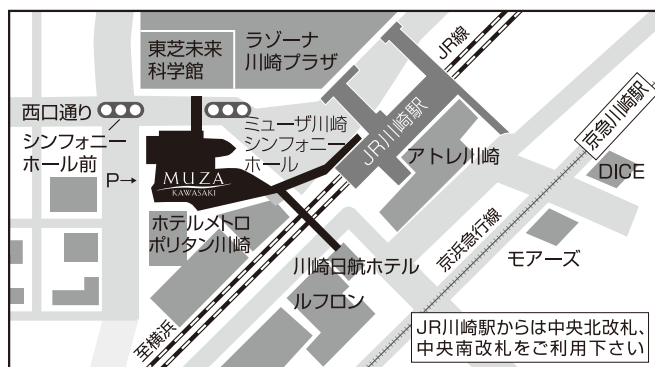 東芝未来
科学館
ラゾーナ
川崎プラザ
JR線
西口通り
シンフォニー
ホール前
P→
MUZA
KAWASAKI
ミューザ川崎
シンフォニー
ホール
JR川崎駅
アトレ川崎
京急川崎駅
DICE
モアーズ
京浜急行線
ホテルメトロ
ポリタン川崎
川崎日航ホテル
ルフロン
至横浜
JR川崎駅からは中央北改札、
中央南改札をご利用下さい